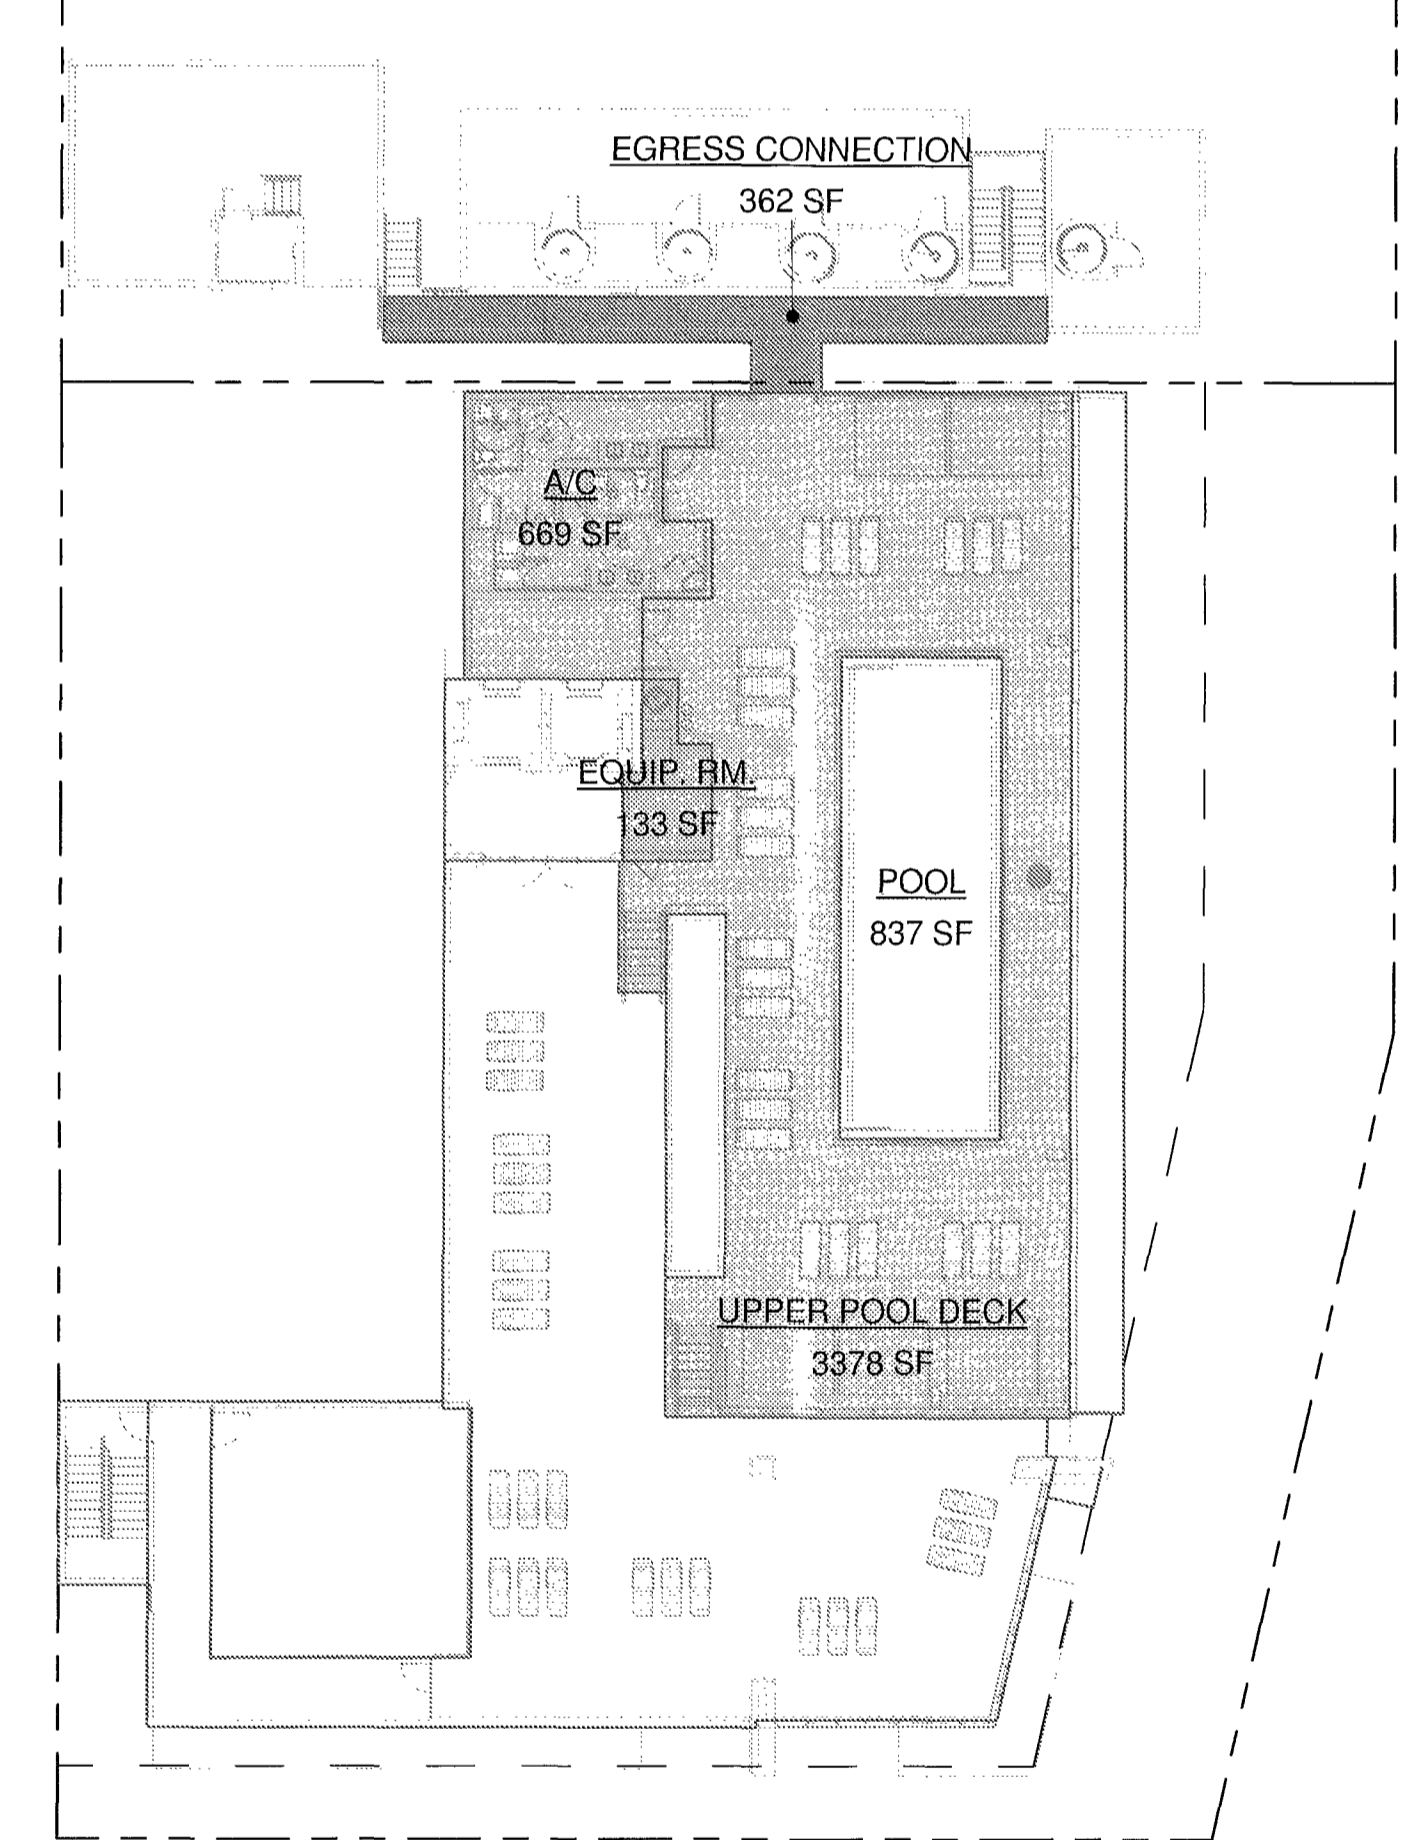 EGRESS CONNECTION
362 SF
A/C
669 SF
EQUIP. RM.
133 SF
POOL
837 SF
UPPER POOL DECK
3378 SF